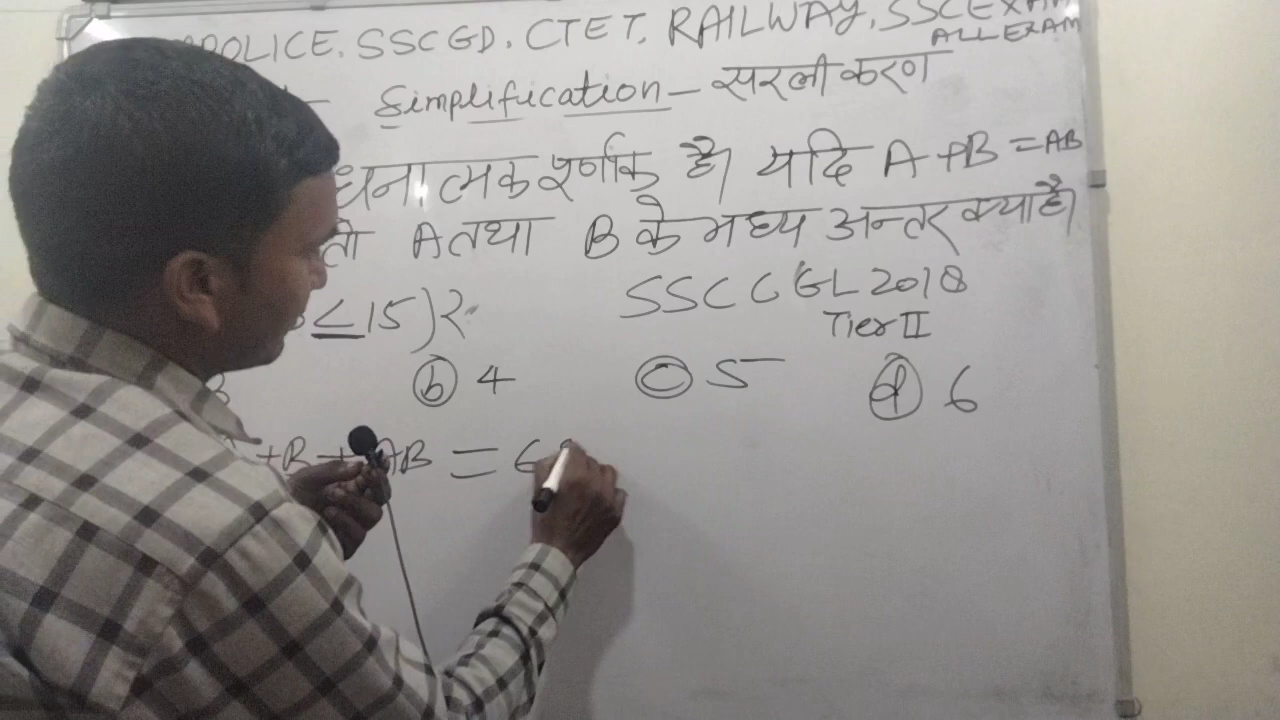 POLICE, SSC GD, CTET, RAILWAY, SSC EXAM
ALL EXAM
Simplification - सरलीकरण
धनात्मक पूर्णांक है। यदि A+B = AB
तो A तथा B के मध्य अन्तर क्या है।
≤15)?
SSC CGL 2018
Tier II
(b) 4 (c) 5 (d) 6
+B + AB = 6